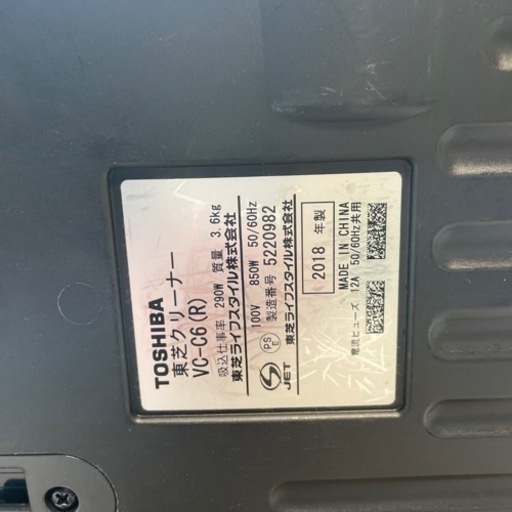 TOSHIBA
東芝クリーナー
VC-C6(R)
吸込仕事率 290W 質量 3.6kg
東芝ライフスタイル株式会社
100V 850W 50/60Hz
製造番号 5220982
PS
E
JET
東芝ライフスタイル株式会社
2018 年製
MADE IN CHINA
電流ヒューズ 12A 50/60Hz共用